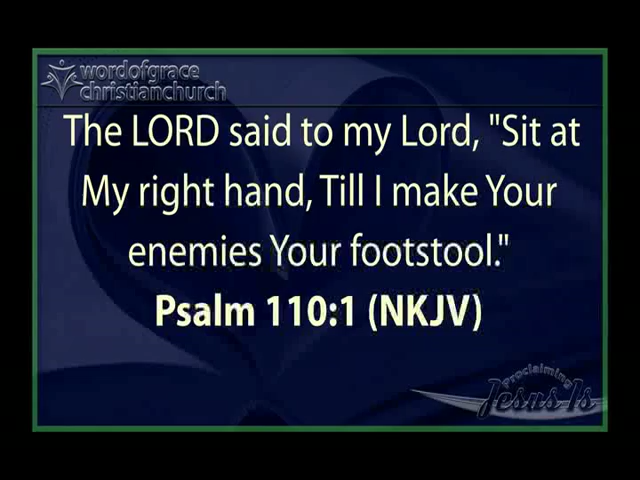 wordofgrace
christianchurch
The LORD said to my Lord, "Sit at
My right hand, Till I make Your
enemies Your footstool."
Psalm 110:1 (NKJV)
Proclaiming
Jesus Is